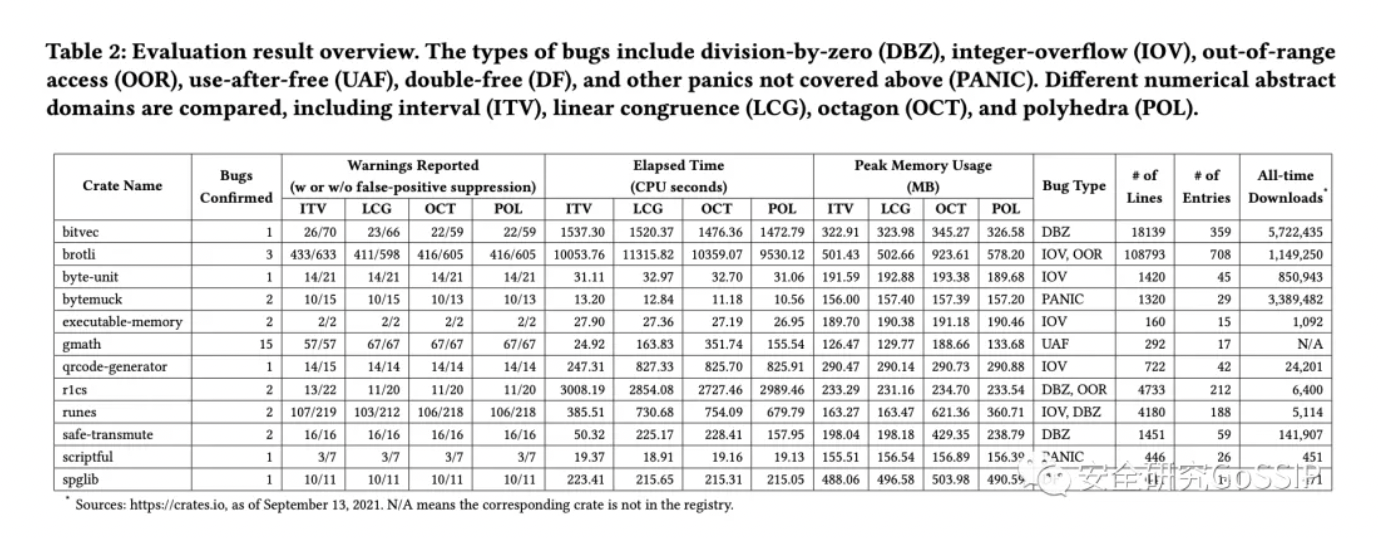 Table 2: Evaluation result overview. The types of bugs include division-by-zero (DBZ), integer-overflow (IOV), out-of-range
access (OOR), use-after-free (UAF), double-free (DF), and other panics not covered above (PANIC). Different numerical abstract
domains are compared, including interval (ITV), linear congruence (LCG), octagon (OCT), and polyhedra (POL).
Crate Name Bugs Confirmed Warnings Reported (w or w/o false-positive suppression) Elapsed Time (CPU seconds) Peak Memory Usage (MB) Bug Type # of Lines # of Entries All-time Downloads*
ITV LCG OCT POL ITV LCG OCT POL ITV LCG OCT POL
bitvec 1 26/70 23/66 22/59 22/59 1537.30 1520.37 1476.36 1472.79 322.91 323.98 345.27 326.58 DBZ 18139 359 5,722,435
brotli 3 433/633 411/598 416/605 416/605 10053.76 11315.82 10359.07 9530.12 501.43 502.66 923.61 578.20 IOV, OOR 108793 708 1,149,250
byte-unit 1 14/21 14/21 14/21 14/21 31.11 32.97 32.70 31.06 191.59 192.88 193.38 189.68 IOV 1420 45 850,943
bytemuck 2 10/15 10/15 10/13 10/13 13.20 12.84 11.18 10.56 156.00 157.40 157.39 157.20 PANIC 1320 29 3,389,482
executable-memory 2 2/2 2/2 2/2 2/2 27.90 27.36 27.19 26.95 189.70 190.38 191.18 190.46 IOV 160 15 1,092
gmath 15 57/57 67/67 67/67 67/67 24.92 163.83 351.74 155.54 126.47 129.77 188.66 133.68 UAF 292 17 N/A
qrcode-generator 1 14/15 14/14 14/14 14/14 247.31 827.33 825.70 825.91 290.47 290.14 290.73 290.88 IOV 722 42 24,201
r1cs 2 13/22 11/20 11/20 11/20 3008.19 2854.08 2727.46 2989.46 233.29 231.16 234.70 233.54 DBZ, OOR 4733 212 6,400
runes 2 107/219 103/212 106/218 106/218 385.51 730.68 754.09 679.79 163.27 163.47 621.36 360.71 IOV, DBZ 4180 188 5,114
safe-transmute 2 16/16 16/16 16/16 16/16 50.32 225.17 228.41 157.95 198.04 198.18 429.35 238.79 DBZ 1451 59 141,907
scriptful 1 3/7 3/7 3/7 3/7 19.37 18.91 19.16 19.13 155.51 156.54 156.89 156.39 PANIC 446 26 451
spglib 1 10/11 10/11 10/11 10/11 223.41 215.65 215.31 215.05 488.06 496.58 503.98 490.59
安全研究GoSSIP
* Sources: https://crates.io, as of September 13, 2021. N/A means the corresponding crate is not in the registry.